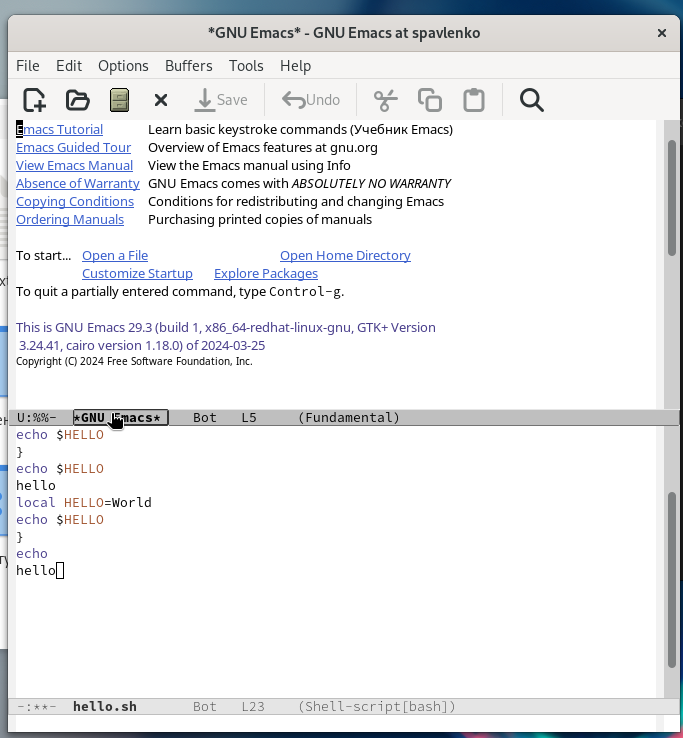 *GNU Emacs* - GNU Emacs at spavlenko
File Edit Options Buffers Tools Help
Save Undo
Emacs Tutorial Learn basic keystroke commands (Учебник Emacs)
Emacs Guided Tour Overview of Emacs features at gnu.org
View Emacs Manual View the Emacs manual using Info
Absence of Warranty GNU Emacs comes with ABSOLUTELY NO WARRANTY
Copying Conditions Conditions for redistributing and changing Emacs
Ordering Manuals Purchasing printed copies of manuals
To start... Open a File Open Home Directory
Customize Startup Explore Packages
To quit a partially entered command, type Control-g.
This is GNU Emacs 29.3 (build 1, x86_64-redhat-linux-gnu, GTK+ Version
3.24.41, cairo version 1.18.0) of 2024-03-25
Copyright (C) 2024 Free Software Foundation, Inc.
U:%%- *GNU Emacs* Bot L5 (Fundamental)
echo $HELLO
}
echo $HELLO
hello
local HELLO=World
echo $HELLO
}
echo
hello
-:**- hello.sh Bot L23 (Shell-script[bash])